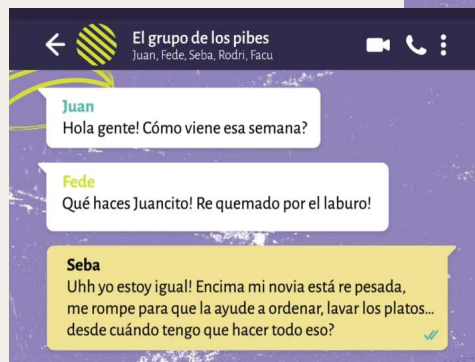 El grupo de los pibes
Juan, Fede, Seba, Rodri, Facu
Juan
Hola gente! Cómo viene esa semana?
Fede
Qué haces Juancito! Re quemado por el laburo!
Seba
Uhh yo estoy igual! Encima mi novia está re pesada,
me rompe para que la ayude a ordenar, lavar los platos...
desde cuándo tengo que hacer todo eso?